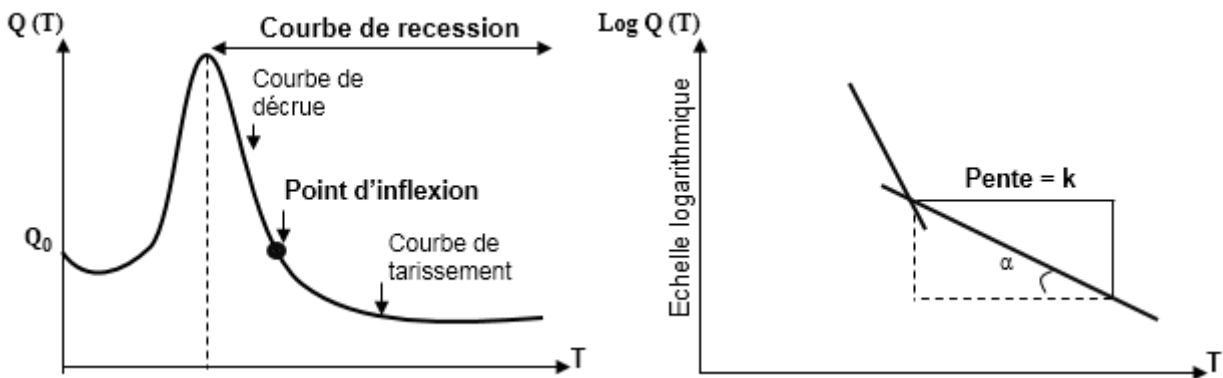 Q (T)
Courbe de recession
Courbe de
décrue
Point d’inflexion
Q₀
Courbe de
tarissement
T
Log Q (T)
Echelle logarithmique
Pente = k
α
T